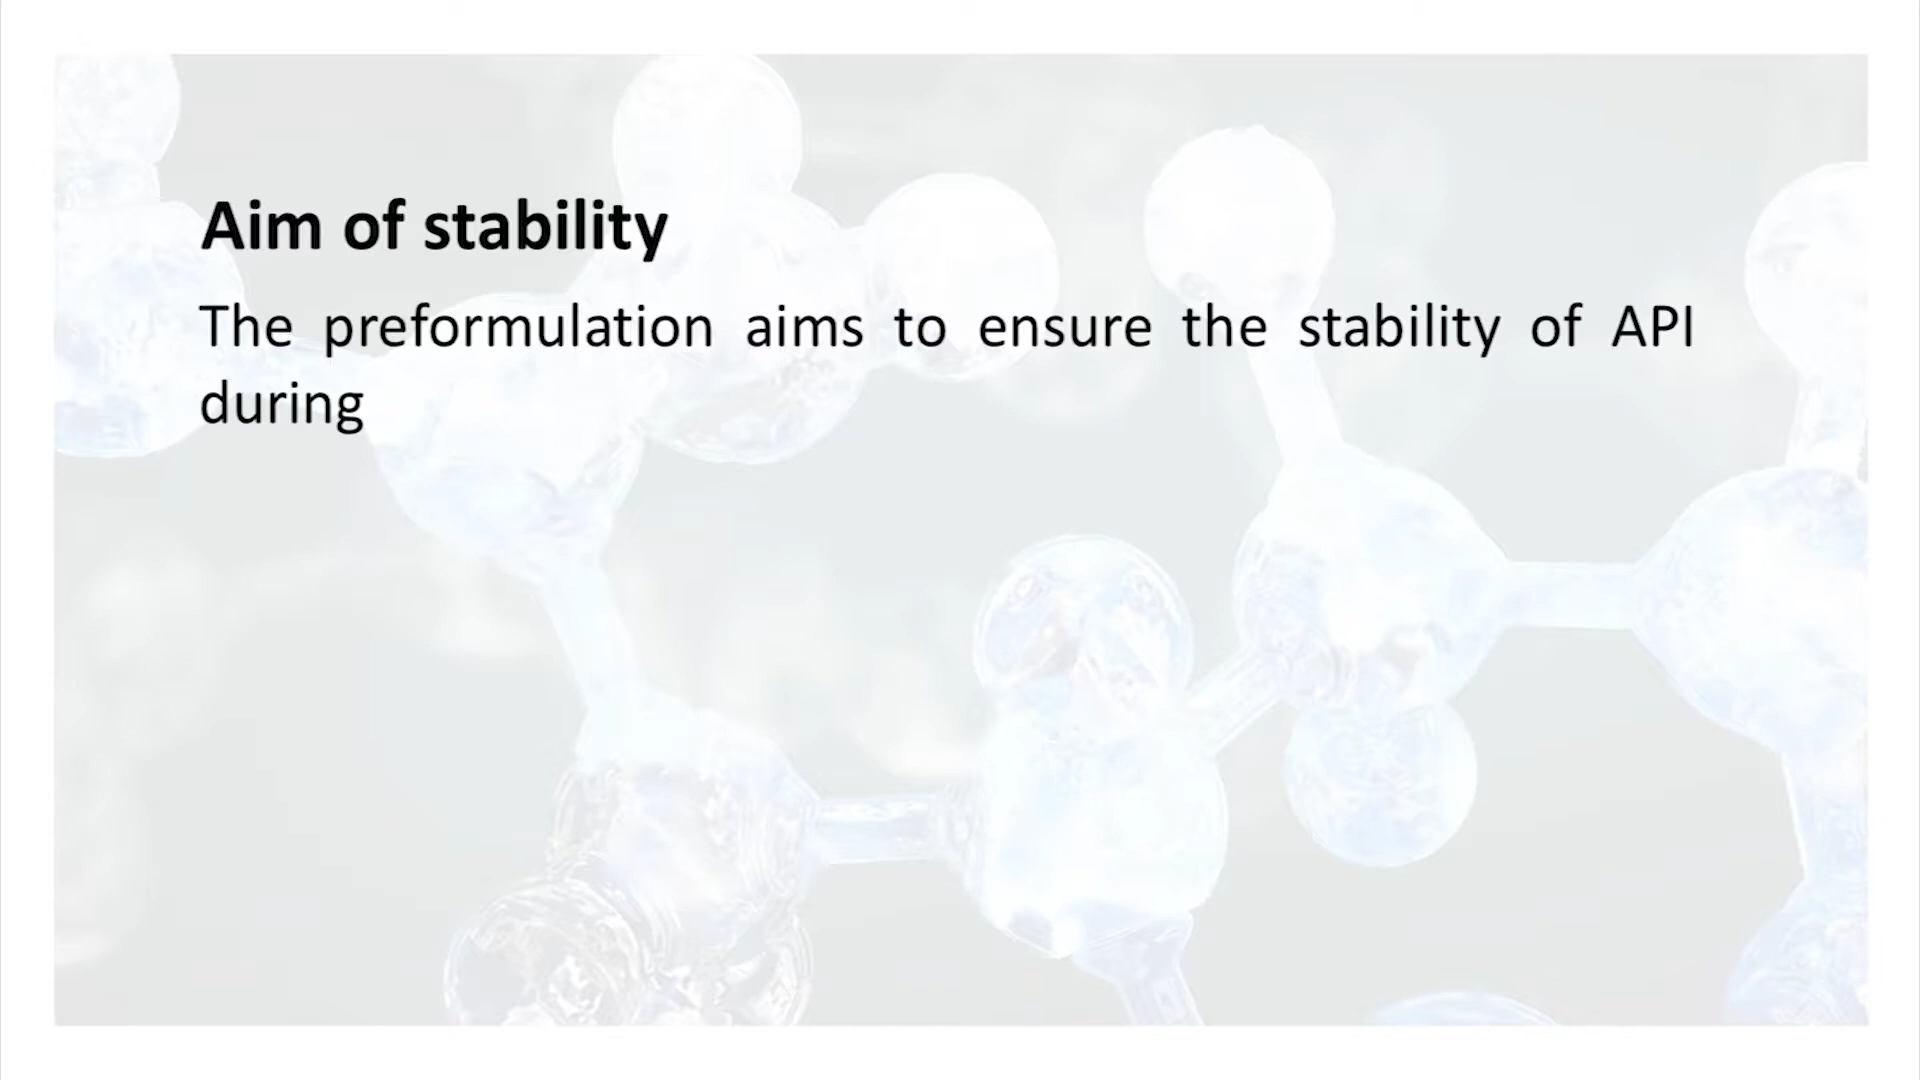 Aim of stability
The preformulation aims to ensure the stability of API
during